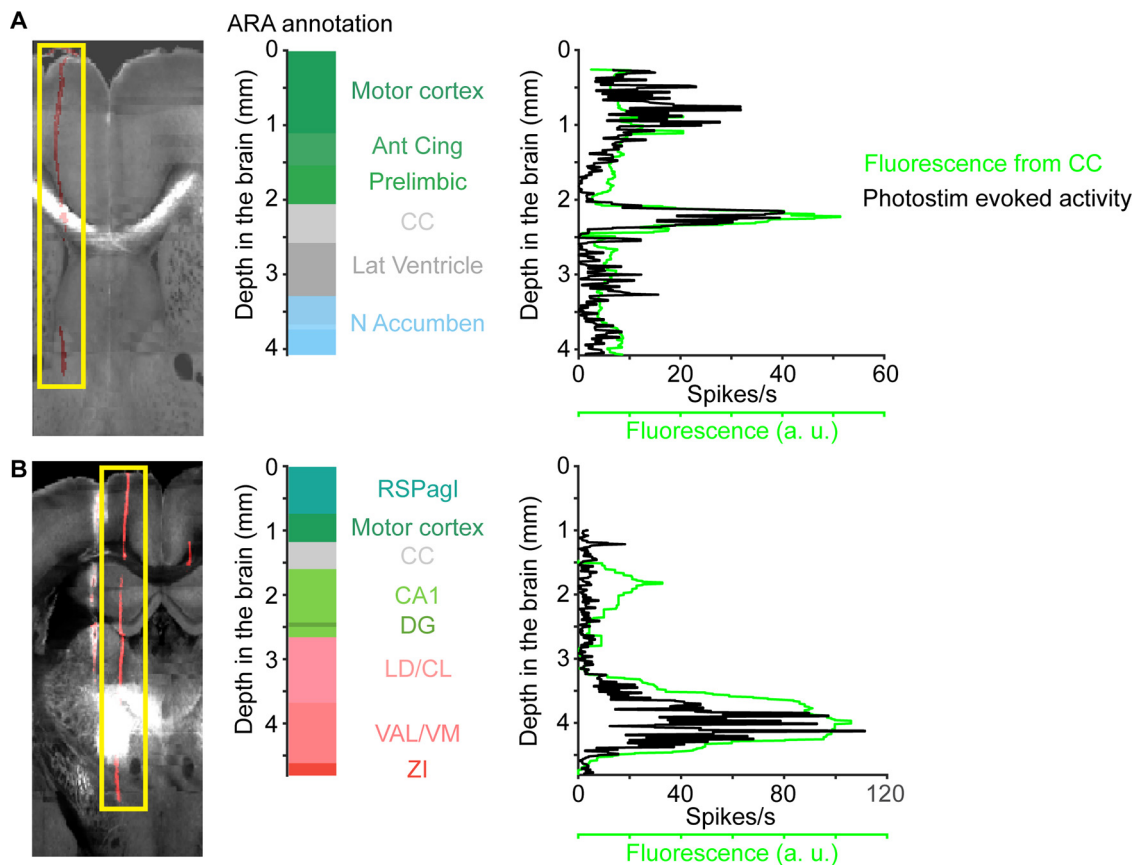 A
ARA annotation
Depth in the brain (mm)
0
1
2
3
4
Motor cortex
Ant Cing
Prelimbic
CC
Lat Ventricle
N Accumben
Depth in the brain (mm)
0
1
2
3
4
0 20 40 60
Spikes/s
Fluorescence (a. u.)
Fluorescence from CC
Photostim evoked activity
B
Depth in the brain (mm)
0
1
2
3
4
RSPagl
Motor cortex
CC
CA1
DG
LD/CL
VAL/VM
ZI
Depth in the brain (mm)
0
1
2
3
4
0 40 80 120
Spikes/s
Fluorescence (a. u.)